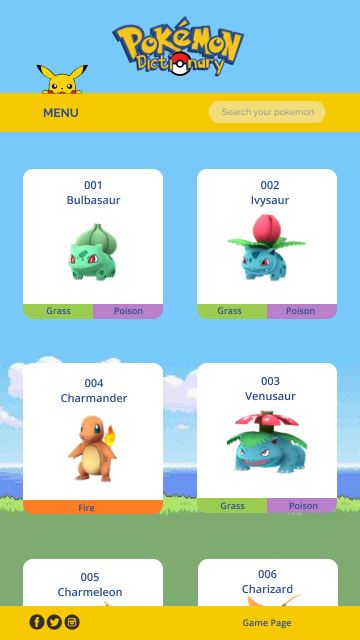 POKéMON
Dictionary
MENU
Search your pokemon
001
Bulbasaur
Grass Poison
002
Ivysaur
Grass Poison
004
Charmander
Fire
003
Venusaur
Grass Poison
005
Charmeleon
006
Charizard
Game Page